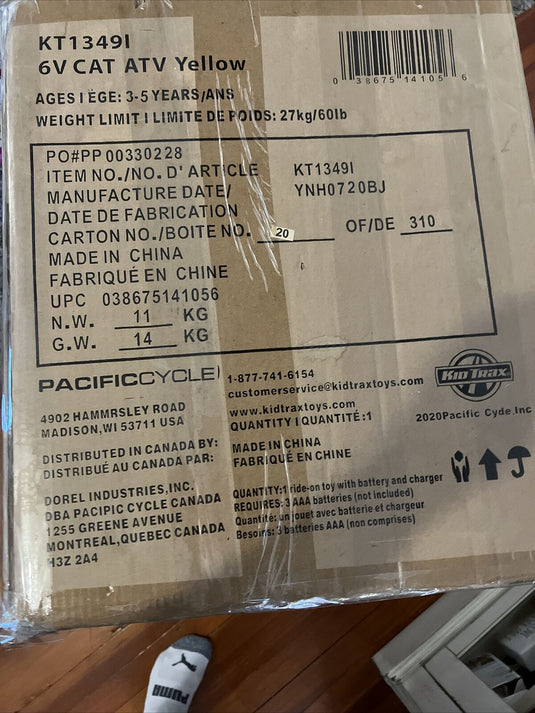 KT1349I
6V CAT ATV Yellow
0 38675 14105 6
AGES I ÈGE: 3-5 YEARS/ANS
WEIGHT LIMIT I LIMITE DE POIDS: 27kg/60lb
PO#PP 00330228
ITEM NO./NO. D' ARTICLE KT1349I
MANUFACTURE DATE/ YNH0720BJ
DATE DE FABRICATION
CARTON NO./BOITE NO. 20 OF/DE 310
MADE IN CHINA
FABRIQUÉ EN CHINE
UPC 038675141056
N.W. 11 KG
G.W. 14 KG
PACIFICCYCLE
1-877-741-6154
customerservice@kidtraxtoys.com
www.kidtraxtoys.com
QUANTITY I QUANTITÉ:1
KID TRAX
2020Pacific Cyde,Inc
4902 HAMMRSLEY ROAD
MADISON,WI 53711 USA
DISTRIBUTED IN CANADA BY:
DISTRIBUÉ AU CANADA PAR:
MADE IN CHINA
FABRIQUÉ EN CHINE
DOREL INDUSTRIES,INC.
DBA PACIFIC CYCLE CANADA
1255 GREENE AVENUE
MONTREAL,QUEBEC CANADA
H3Z 2A4
QUANTITY:1 ride-on toy with battery and charger
REQUIRES: 3 AAA batteries (not included)
Quantité: un jouet avec batterie et chargeur
Besoins: 3 batteries AAA (non comprises)
PUMA